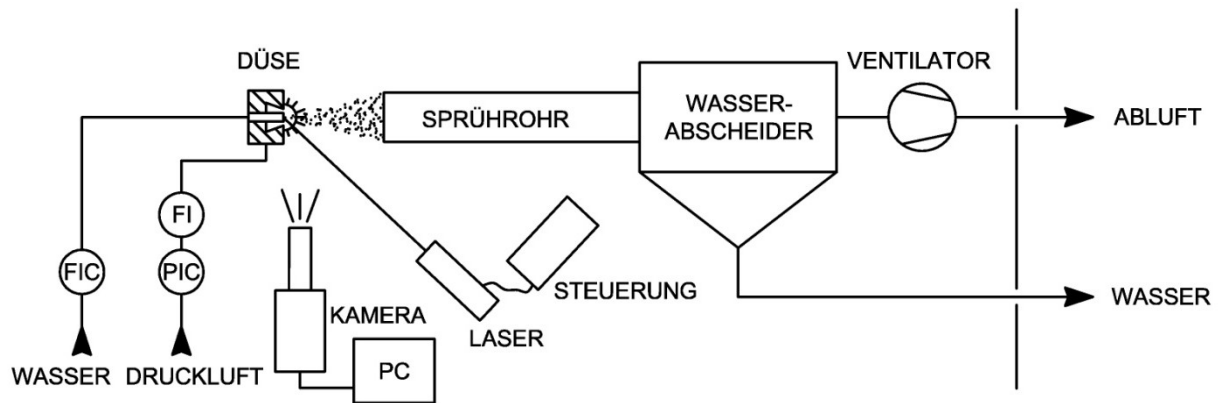 DÜSE
VENTILATOR
SPRÜHROHR
WASSER-
ABSCHEIDER
ABLUFT
FI
FIC
PIC
STEUERUNG
WASSER
KAMERA
LASER
WASSER
DRUCKLUFT
PC